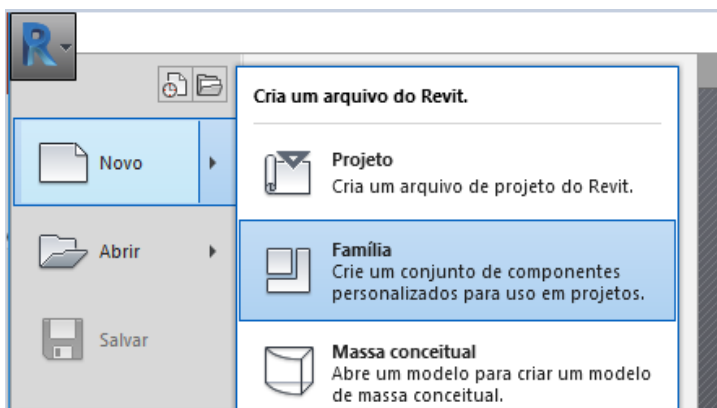 R
Cria um arquivo do Revit.
Novo
Projeto
Cria um arquivo de projeto do Revit.
Abrir
Família
Crie um conjunto de componentes
personalizados para uso em projetos.
Salvar
Massa conceitual
Abre um modelo para criar um modelo
de massa conceitual.